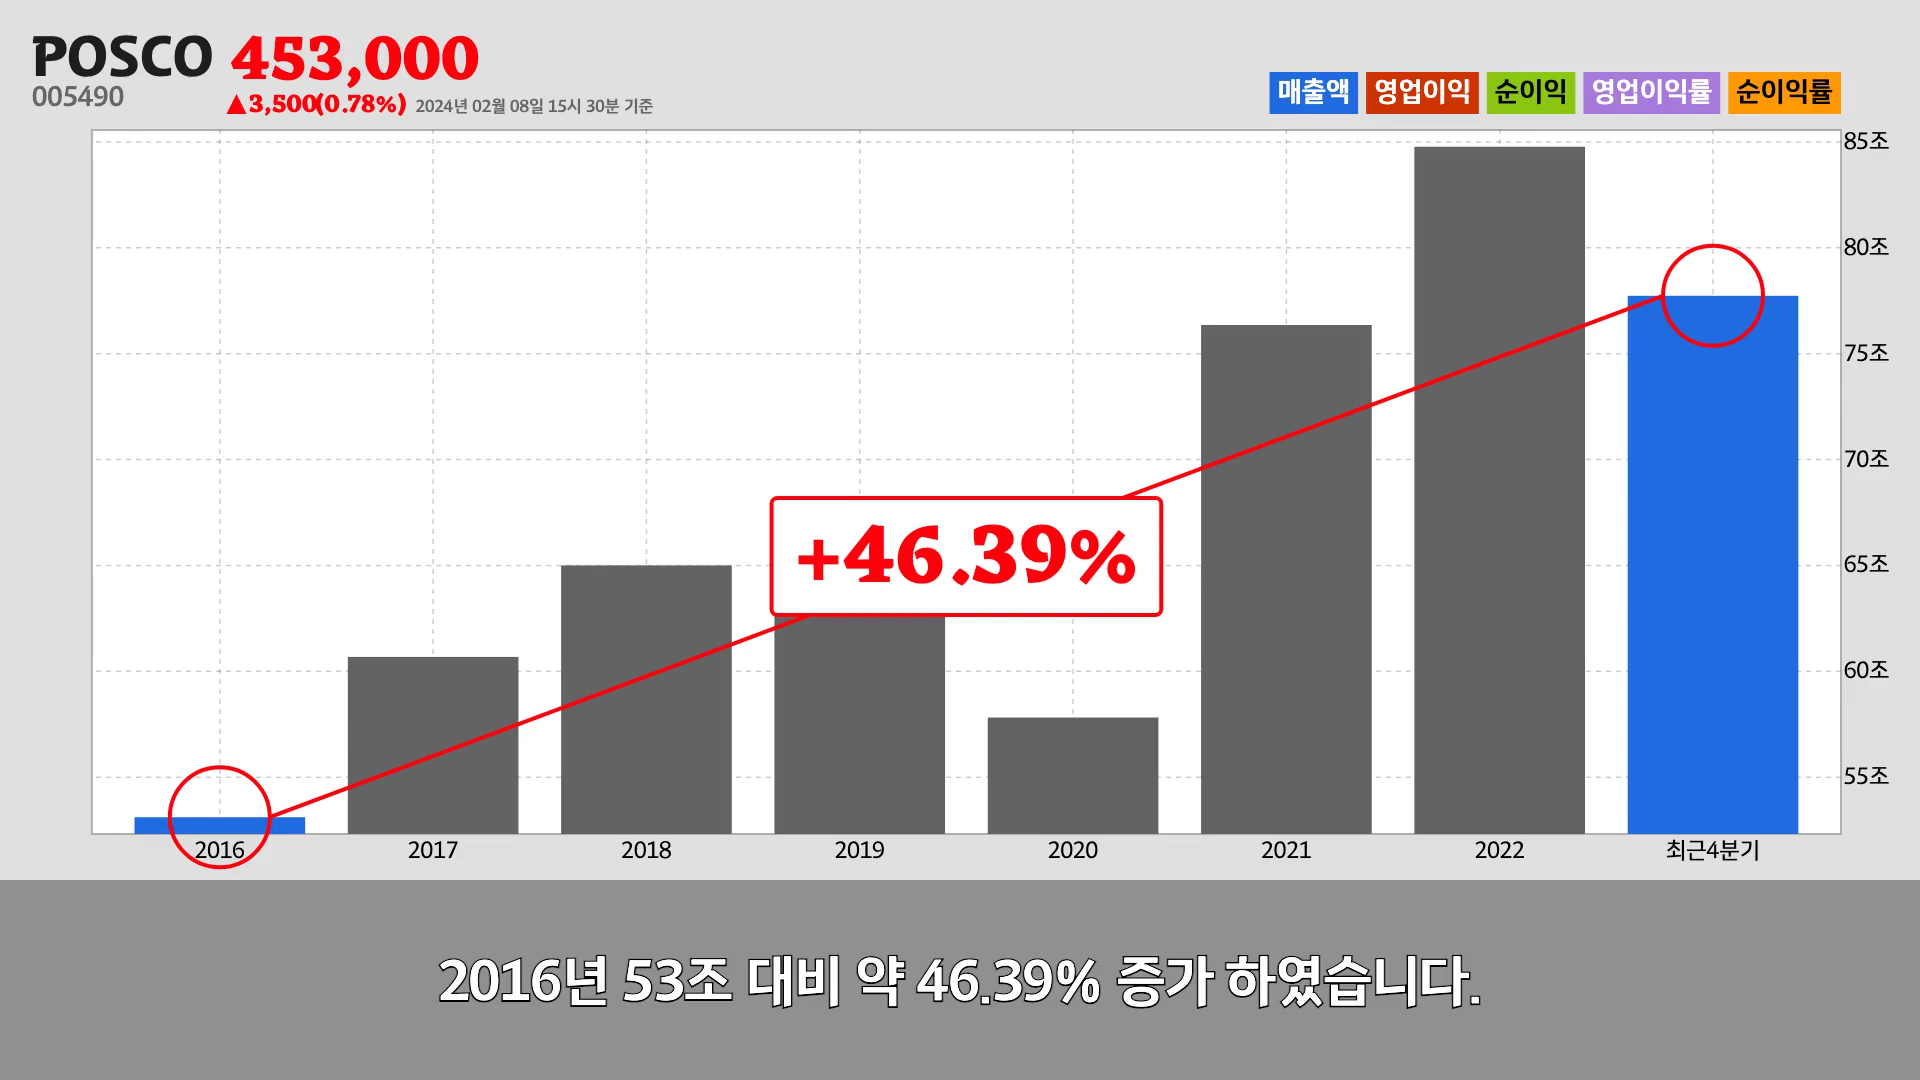 POSCO 453,000
005490
▲3,500(0.78%) 2024년 02월 08일 15시 30분 기준
매출액 영업이익 순이익 영업이익률 순이익률
85조
80조
75조
70조
65조
60조
55조
+46.39%
2016 2017 2018 2019 2020 2021 2022 최근4분기
2016년 53조 대비 약 46.39% 증가 하였습니다.